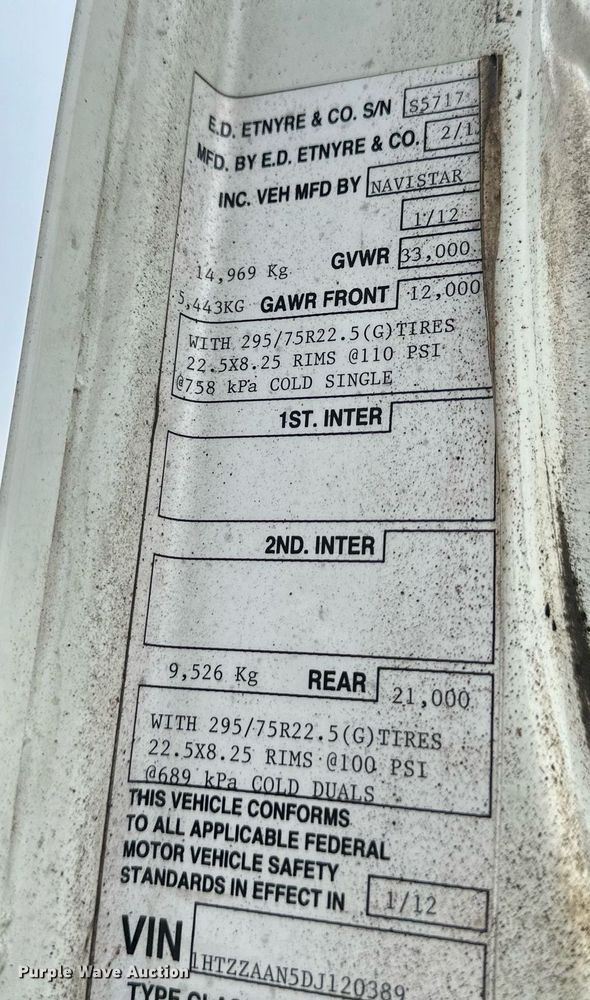 E.D. ETNYRE & CO. S/N S5717
MFD. BY E.D. ETNYRE & CO. 2/1
INC. VEH MFD BY NAVISTAR
1/12
14,969 Kg GVWR 33,000
5,443KG GAWR FRONT 12,000
WITH 295/75R22.5(G)TIRES
22.5X8.25 RIMS @110 PSI
@758 kPa COLD SINGLE
1ST. INTER
2ND. INTER
9,526 Kg REAR 21,000
WITH 295/75R22.5(G)TIRES
22.5X8.25 RIMS @100 PSI
@689 kPa COLD DUALS
THIS VEHICLE CONFORMS
TO ALL APPLICABLE FEDERAL
MOTOR VEHICLE SAFETY
STANDARDS IN EFFECT IN 1/12
VIN 1HTZZAAN5DJ120389
Purple Wave Auction
TYPE